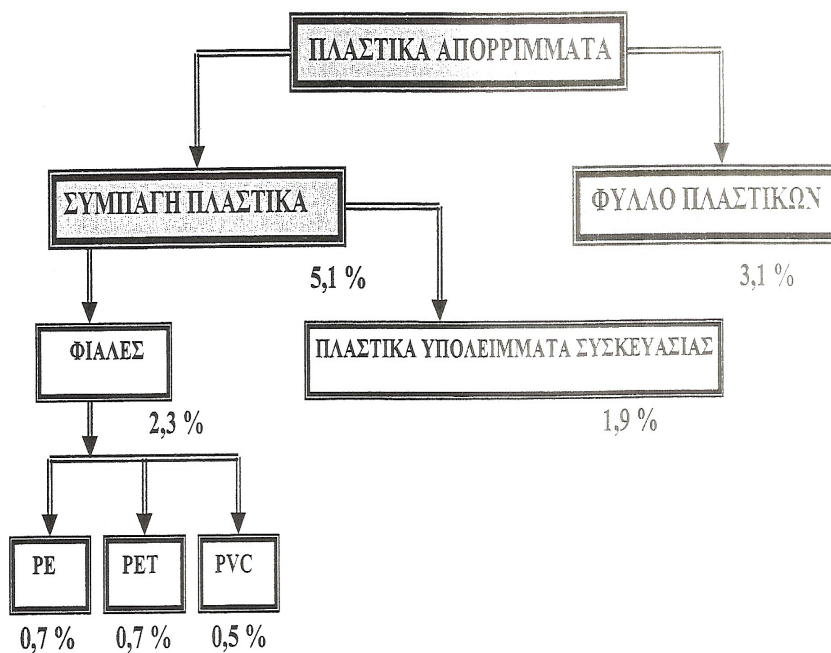 ΠΛΑΣΤΙΚΑ ΑΠΟΡΡΙΜΜΑΤΑ
ΣΥΜΠΑΓΗ ΠΛΑΣΤΙΚΑ
ΦΥΛΛΟ ΠΛΑΣΤΙΚΩΝ
5,1 %
3,1 %
ΦΙΑΛΕΣ
ΠΛΑΣΤΙΚΑ ΥΠΟΛΕΙΜΜΑΤΑ ΣΥΣΚΕΥΑΣΙΑΣ
2,3 %
1,9 %
PE
PET
PVC
0,7 %
0,7 %
0,5 %